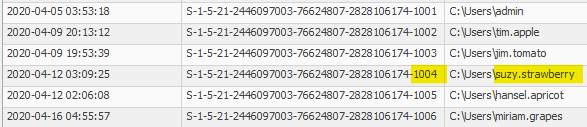 2020-04-05 03:53:18 S-1-5-21-2446097003-76624807-2828106174-1001 C:\Users\admin
2020-04-09 20:13:12 S-1-5-21-2446097003-76624807-2828106174-1002 C:\Users\tim.apple
2020-04-09 19:53:39 S-1-5-21-2446097003-76624807-2828106174-1003 C:\Users\jim.tomato
2020-04-12 03:09:25 S-1-5-21-2446097003-76624807-2828106174-1004 C:\Users\suzy.strawberry
2020-04-12 02:06:08 S-1-5-21-2446097003-76624807-2828106174-1005 C:\Users\hansel.apricot
2020-04-16 04:55:57 S-1-5-21-2446097003-76624807-2828106174-1006 C:\Users\miriam.grapes